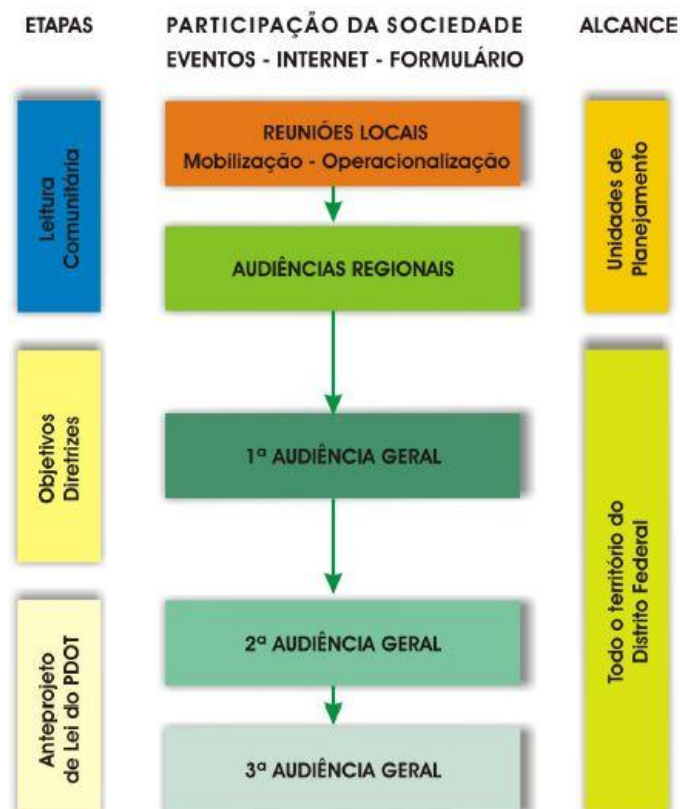 ETAPAS
PARTICIPAÇÃO DA SOCIEDADE
EVENTOS - INTERNET - FORMULÁRIO
ALCANCE
Leitura
Comunitária
REUNIÕES LOCAIS
Mobilização - Operacionalização
AUDIÊNCIAS REGIONAIS
Unidades de
Planejamento
Objetivos
Diretrizes
1ª AUDIÊNCIA GERAL
Anteprojeto
de Lei do PDOT
2ª AUDIÊNCIA GERAL
3ª AUDIÊNCIA GERAL
Todo o território do
Distrito Federal